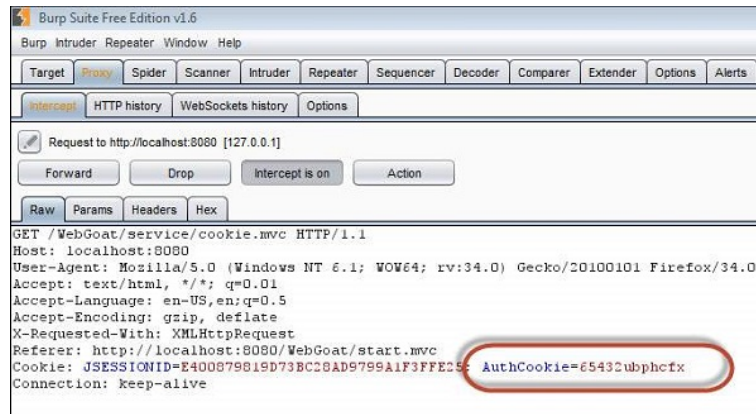 Burp Suite Free Edition v1.6
Burp Intruder Repeater Window Help
Target Proxy Spider Scanner Intruder Repeater Sequencer Decoder Comparer Extender Options Alerts
Intercept HTTP history WebSockets history Options
Request to http://localhost:8080 [127.0.0.1]
Forward Drop Intercept is on Action
Raw Params Headers Hex
GET /WebGoat/service/cookie.mvc HTTP/1.1
Host: localhost:8080
User-Agent: Mozilla/5.0 (Windows NT 6.1; WOW64; rv:34.0) Gecko/20100101 Firefox/34.0
Accept: text/html, */*; q=0.01
Accept-Language: en-US,en;q=0.5
Accept-Encoding: gzip, deflate
X-Requested-With: XMLHttpRequest
Referer: http://localhost:8080/WebGoat/start.mvc
Cookie: JSESSIONID=E400879819D73BC28AD9799A1F3FFE25; AuthCookie=65432ubphcfx
Connection: keep-alive